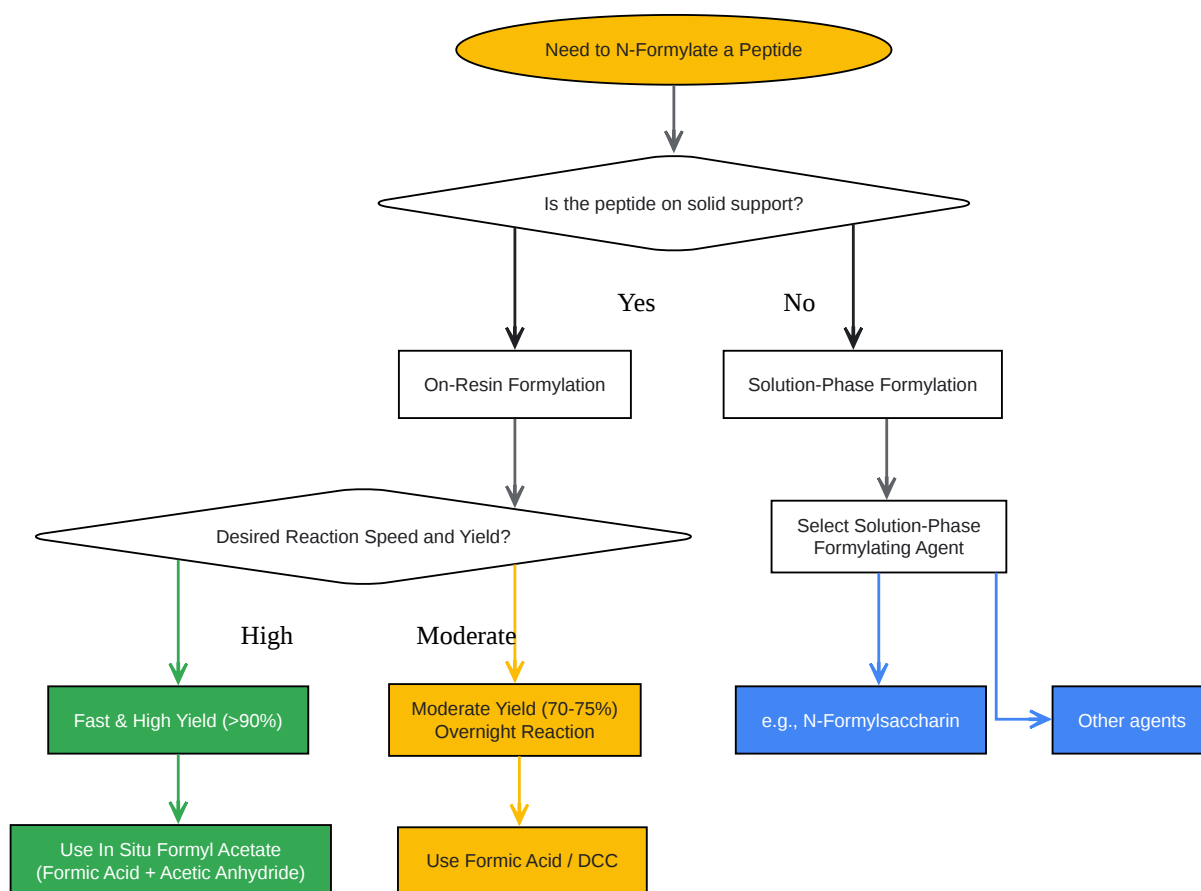 Need to N-Formylate a Peptide
Is the peptide on solid support?
Yes
No
On-Resin Formylation
Solution-Phase Formylation
Desired Reaction Speed and Yield?
Select Solution-Phase
Formylating Agent
High
Moderate
Fast & High Yield (>90%)
Moderate Yield (70-75%)
Overnight Reaction
e.g., N-Formylsaccharin
Other agents
Use In Situ Formyl Acetate
(Formic Acid + Acetic Anhydride)
Use Formic Acid / DCC